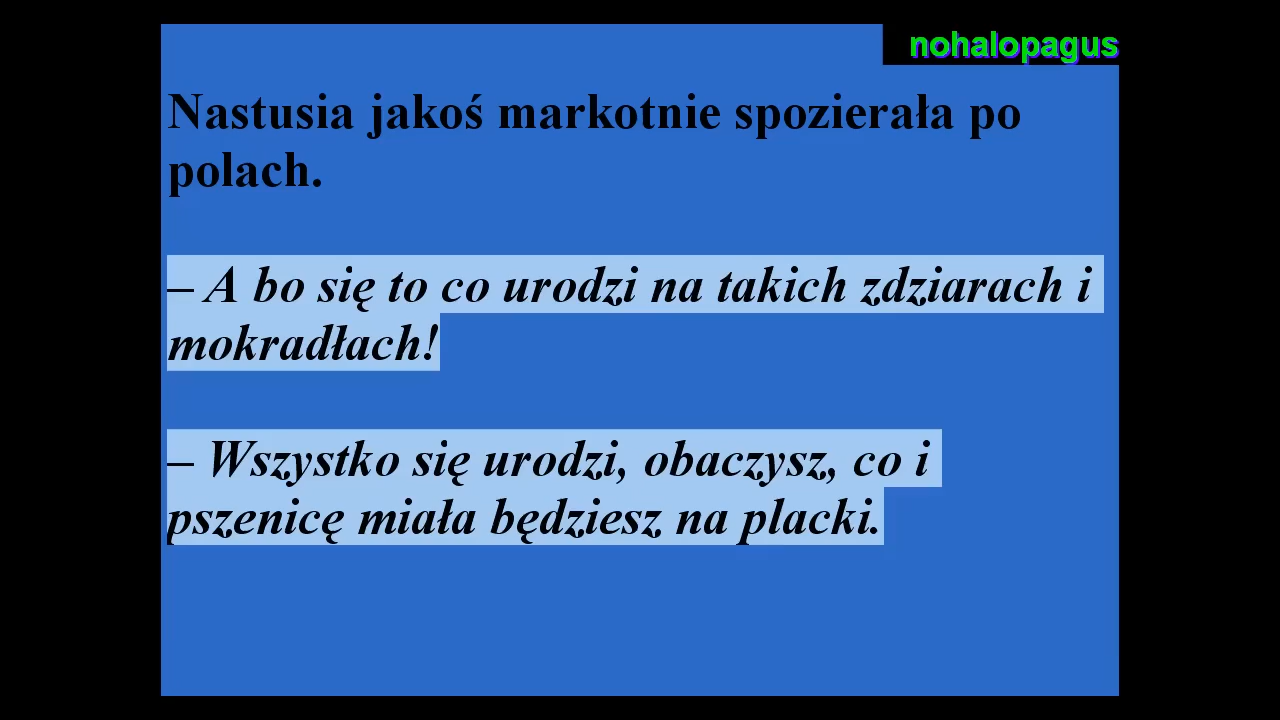 nohalopagus
Nastusia jakoś markotnie spozierała po
polach.
– A bo się to co urodzi na takich zdziarach i
mokradłach!
– Wszystko się urodzi, obaczysz, co i
pszenicę miała będziesz na placki.